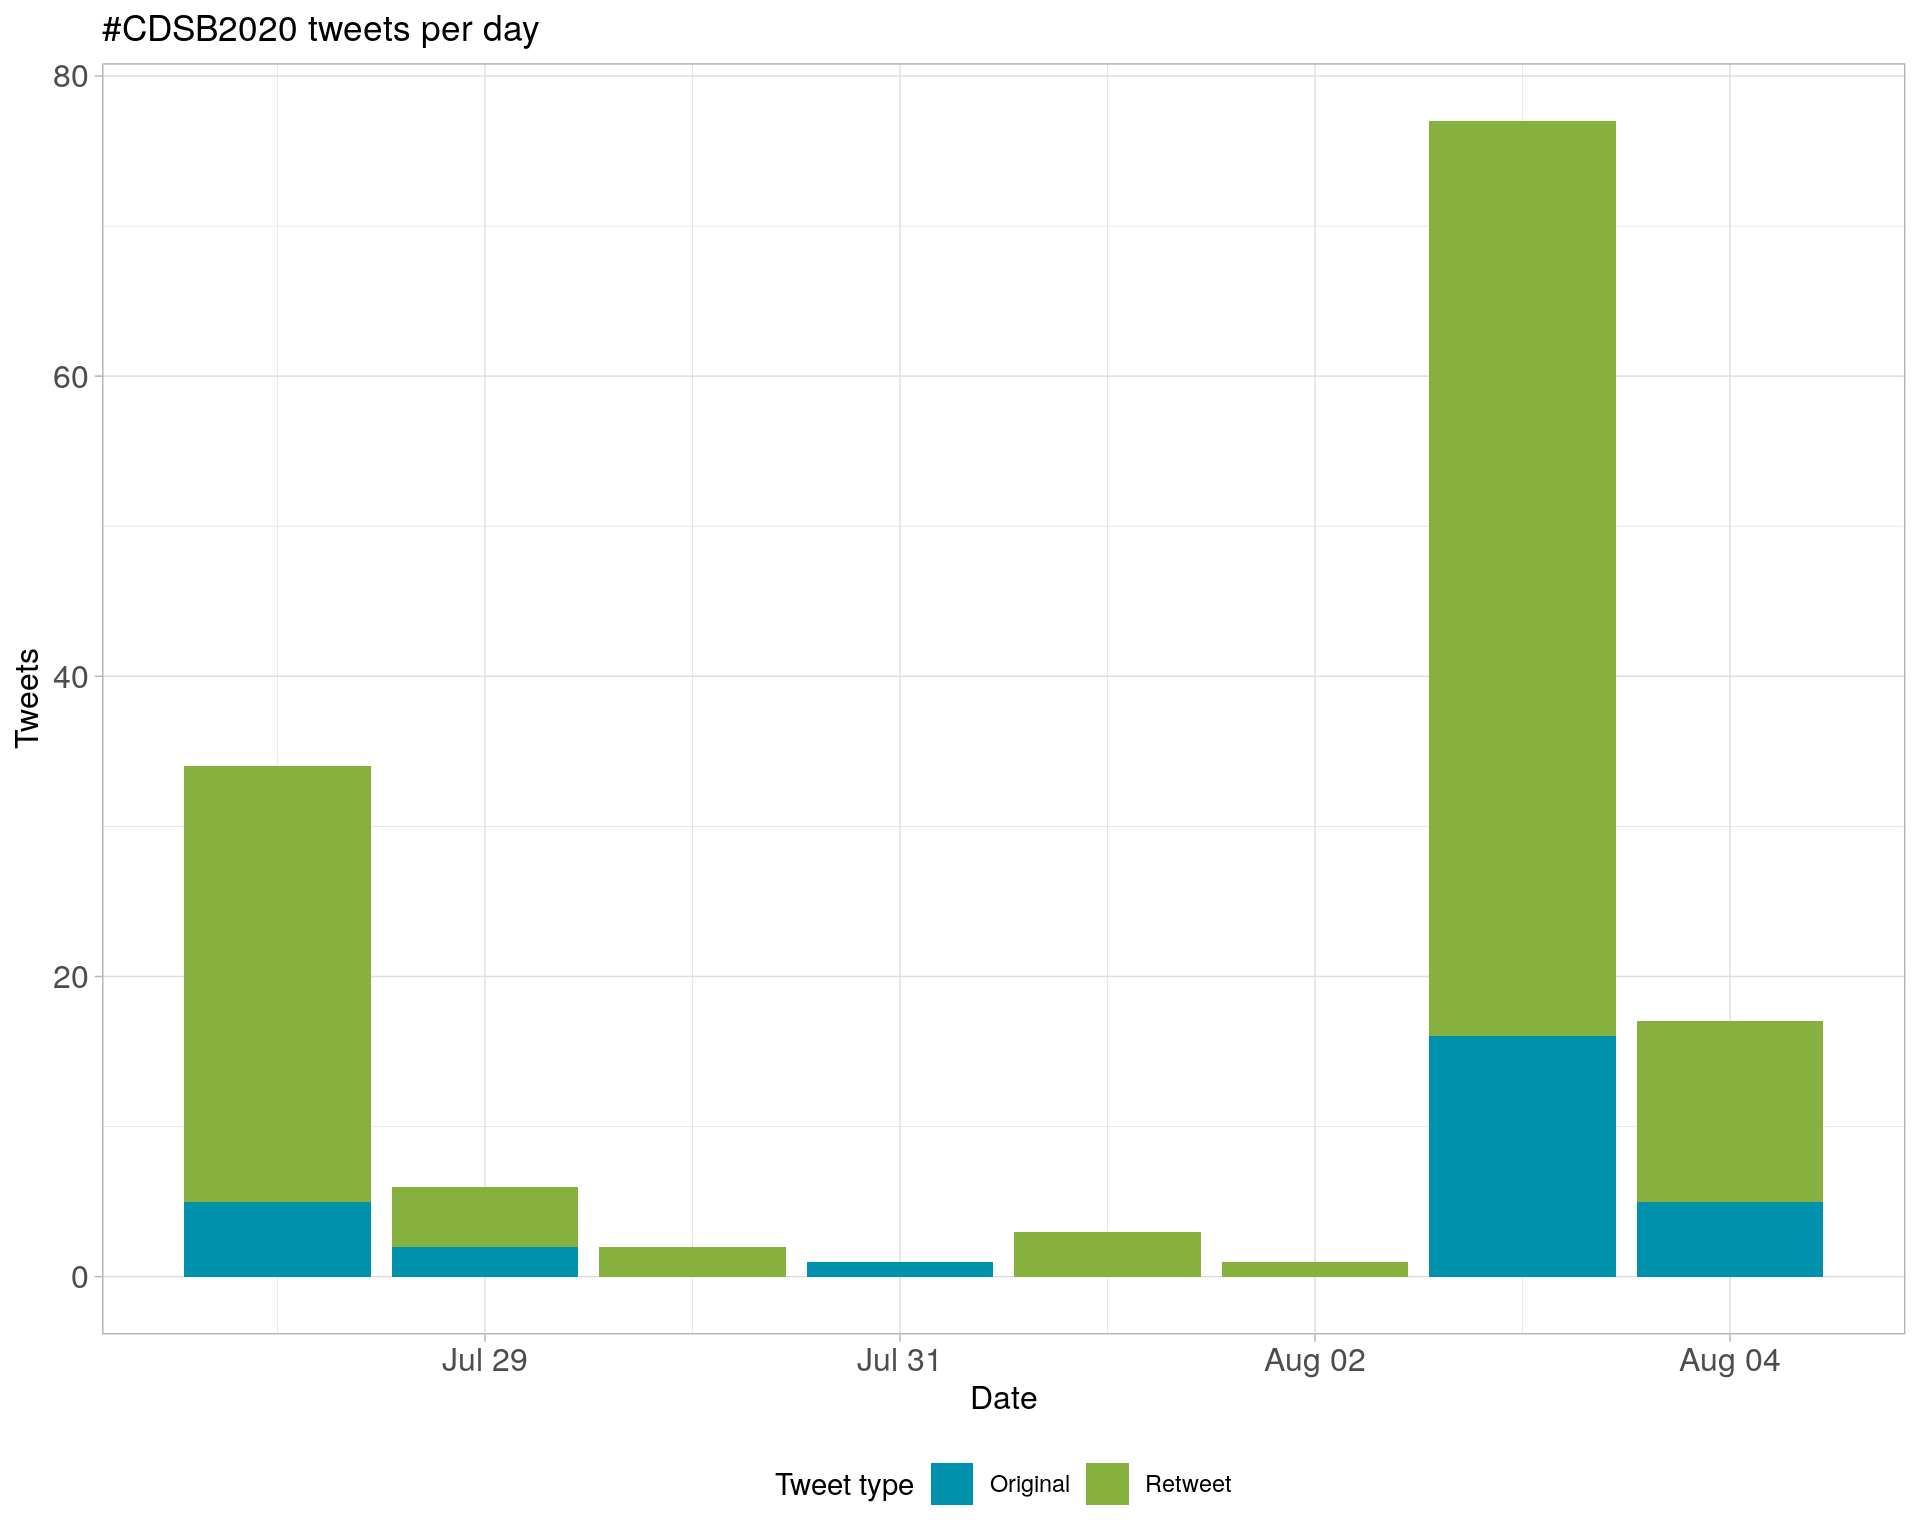 #CDSB2020 tweets per day
80
60
40
20
0
Tweets
Jul 29 Jul 31 Aug 02 Aug 04
Date
Tweet type Original Retweet